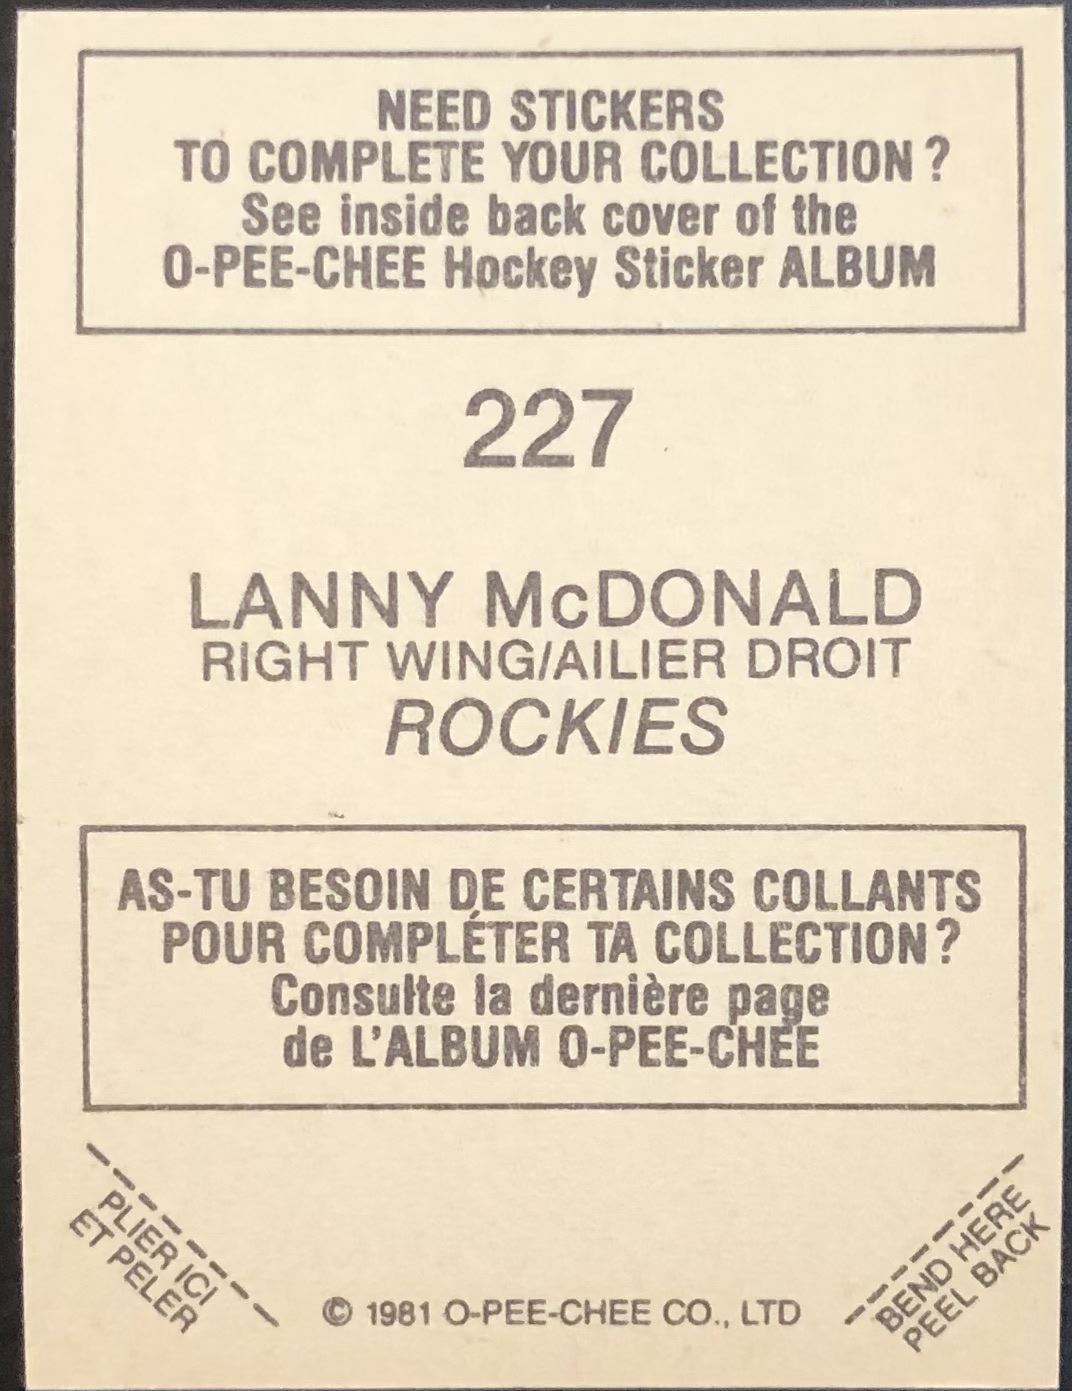 NEED STICKERS
TO COMPLETE YOUR COLLECTION?
See inside back cover of the
O-PEE-CHEE Hockey Sticker ALBUM
227
LANNY McDONALD
RIGHT WING/AILIER DROIT
ROCKIES
AS-TU BESOIN DE CERTAINS COLLANTS
POUR COMPLÉTER TA COLLECTION?
Consulte la dernière page
de L'ALBUM O-PEE-CHEE
PLIER ICI
ET PELER
© 1981 O-PEE-CHEE CO., LTD
BEND HERE
PEEL BACK